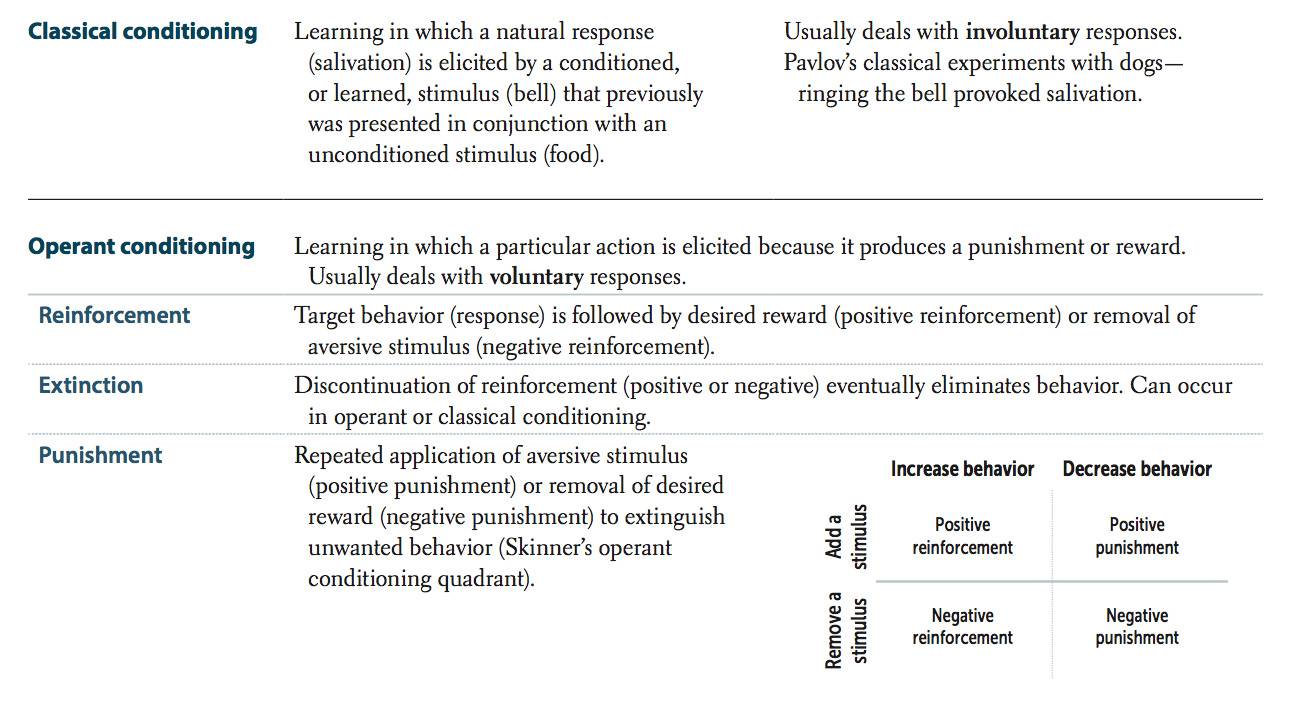 Classical conditioning
Learning in which a natural response
(salivation) is elicited by a conditioned,
or learned, stimulus (bell) that previously
was presented in conjunction with an
unconditioned stimulus (food).
Usually deals with involuntary responses.
Pavlov’s classical experiments with dogs—
ringing the bell provoked salivation.
Operant conditioning
Learning in which a particular action is elicited because it produces a punishment or reward.
Usually deals with voluntary responses.
Reinforcement
Target behavior (response) is followed by desired reward (positive reinforcement) or removal of
aversive stimulus (negative reinforcement).
Extinction
Discontinuation of reinforcement (positive or negative) eventually eliminates behavior. Can occur
in operant or classical conditioning.
Punishment
Repeated application of aversive stimulus
(positive punishment) or removal of desired
reward (negative punishment) to extinguish
unwanted behavior (Skinner’s operant
conditioning quadrant).
Increase behavior
Decrease behavior
Add a
stimulus
Positive
reinforcement
Positive
punishment
Remove a
stimulus
Negative
reinforcement
Negative
punishment